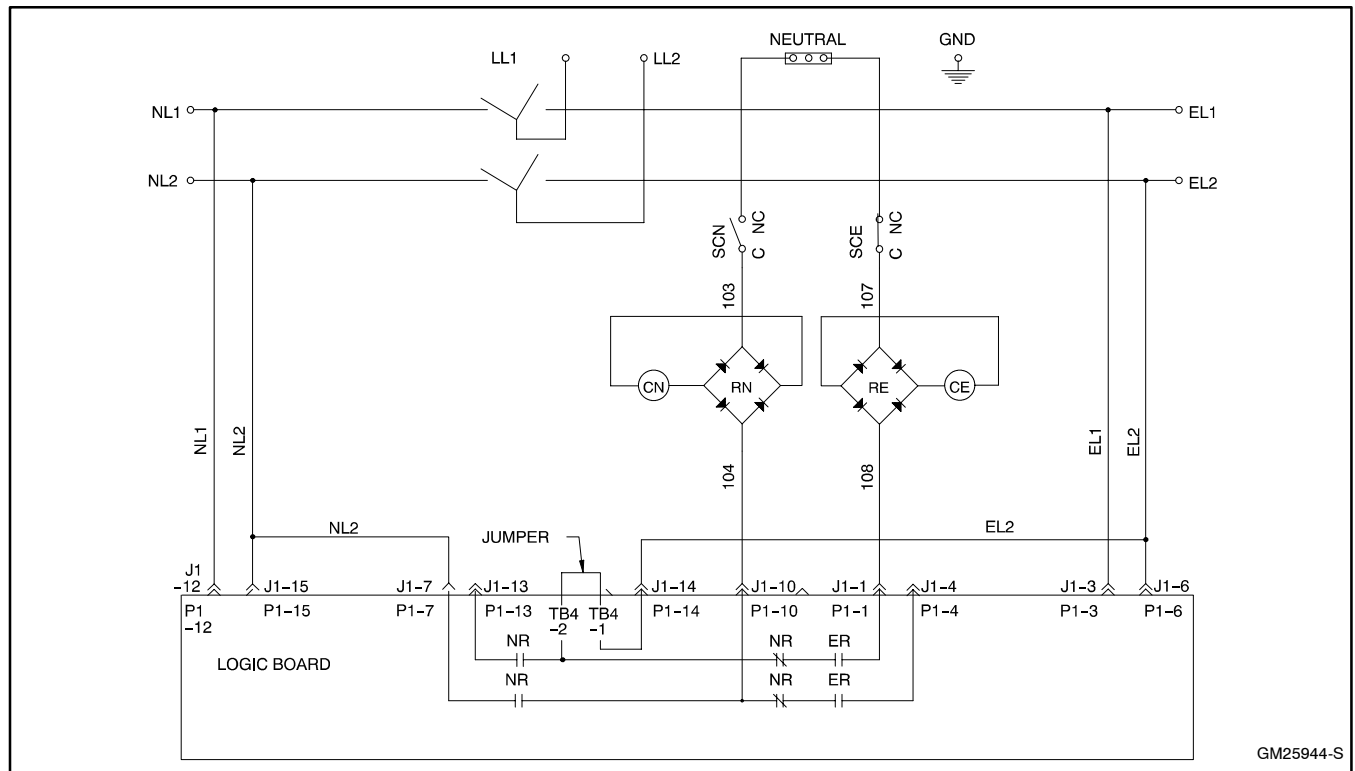 NEUTRAL
GND
LL1
LL2
NL1
EL1
NL2
EL2
SCN
C NC
SCE
C NC
103
107
CN
RN
RE
CE
NL1
NL2
104
108
EL1
EL2
NL2
JUMPER
EL2
J1
-12
J1-15
J1-7
J1-13
J1-14
J1-10
J1-1
J1-4
J1-3
J1-6
P1
-12
P1-15
P1-7
P1-13
TB4
-2
TB4
-1
P1-14
P1-10
P1-1
P1-4
P1-3
P1-6
NR
NR
ER
LOGIC BOARD
NR
NR
ER
GM25944-S